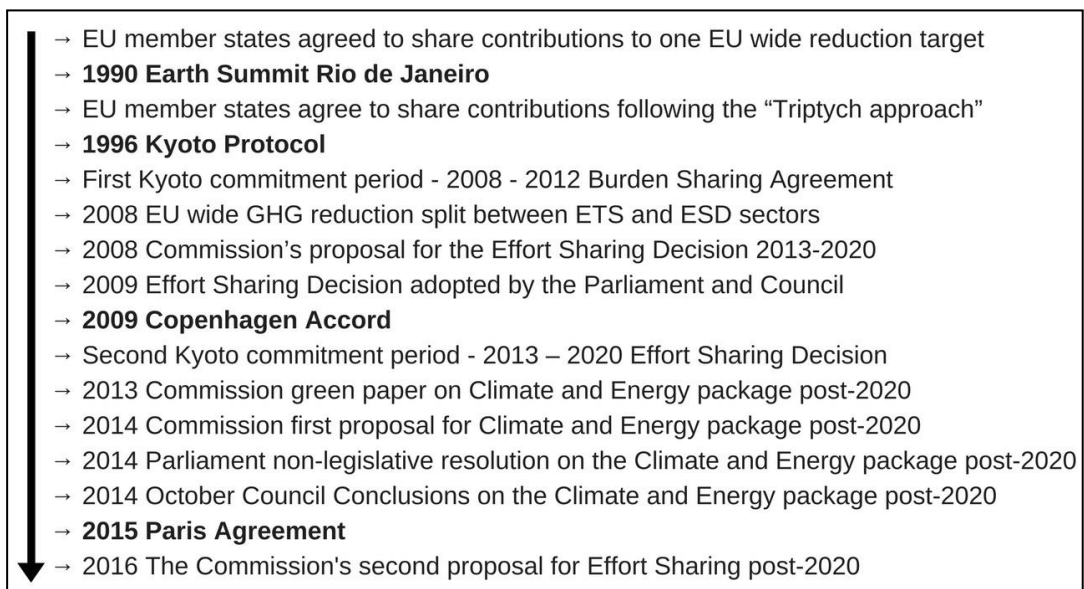 → EU member states agreed to share contributions to one EU wide reduction target
→ 1990 Earth Summit Rio de Janeiro
→ EU member states agree to share contributions following the “Triptych approach”
→ 1996 Kyoto Protocol
→ First Kyoto commitment period - 2008 - 2012 Burden Sharing Agreement
→ 2008 EU wide GHG reduction split between ETS and ESD sectors
→ 2008 Commission’s proposal for the Effort Sharing Decision 2013-2020
→ 2009 Effort Sharing Decision adopted by the Parliament and Council
→ 2009 Copenhagen Accord
→ Second Kyoto commitment period - 2013 – 2020 Effort Sharing Decision
→ 2013 Commission green paper on Climate and Energy package post-2020
→ 2014 Commission first proposal for Climate and Energy package post-2020
→ 2014 Parliament non-legislative resolution on the Climate and Energy package post-2020
→ 2014 October Council Conclusions on the Climate and Energy package post-2020
→ 2015 Paris Agreement
→ 2016 The Commission's second proposal for Effort Sharing post-2020